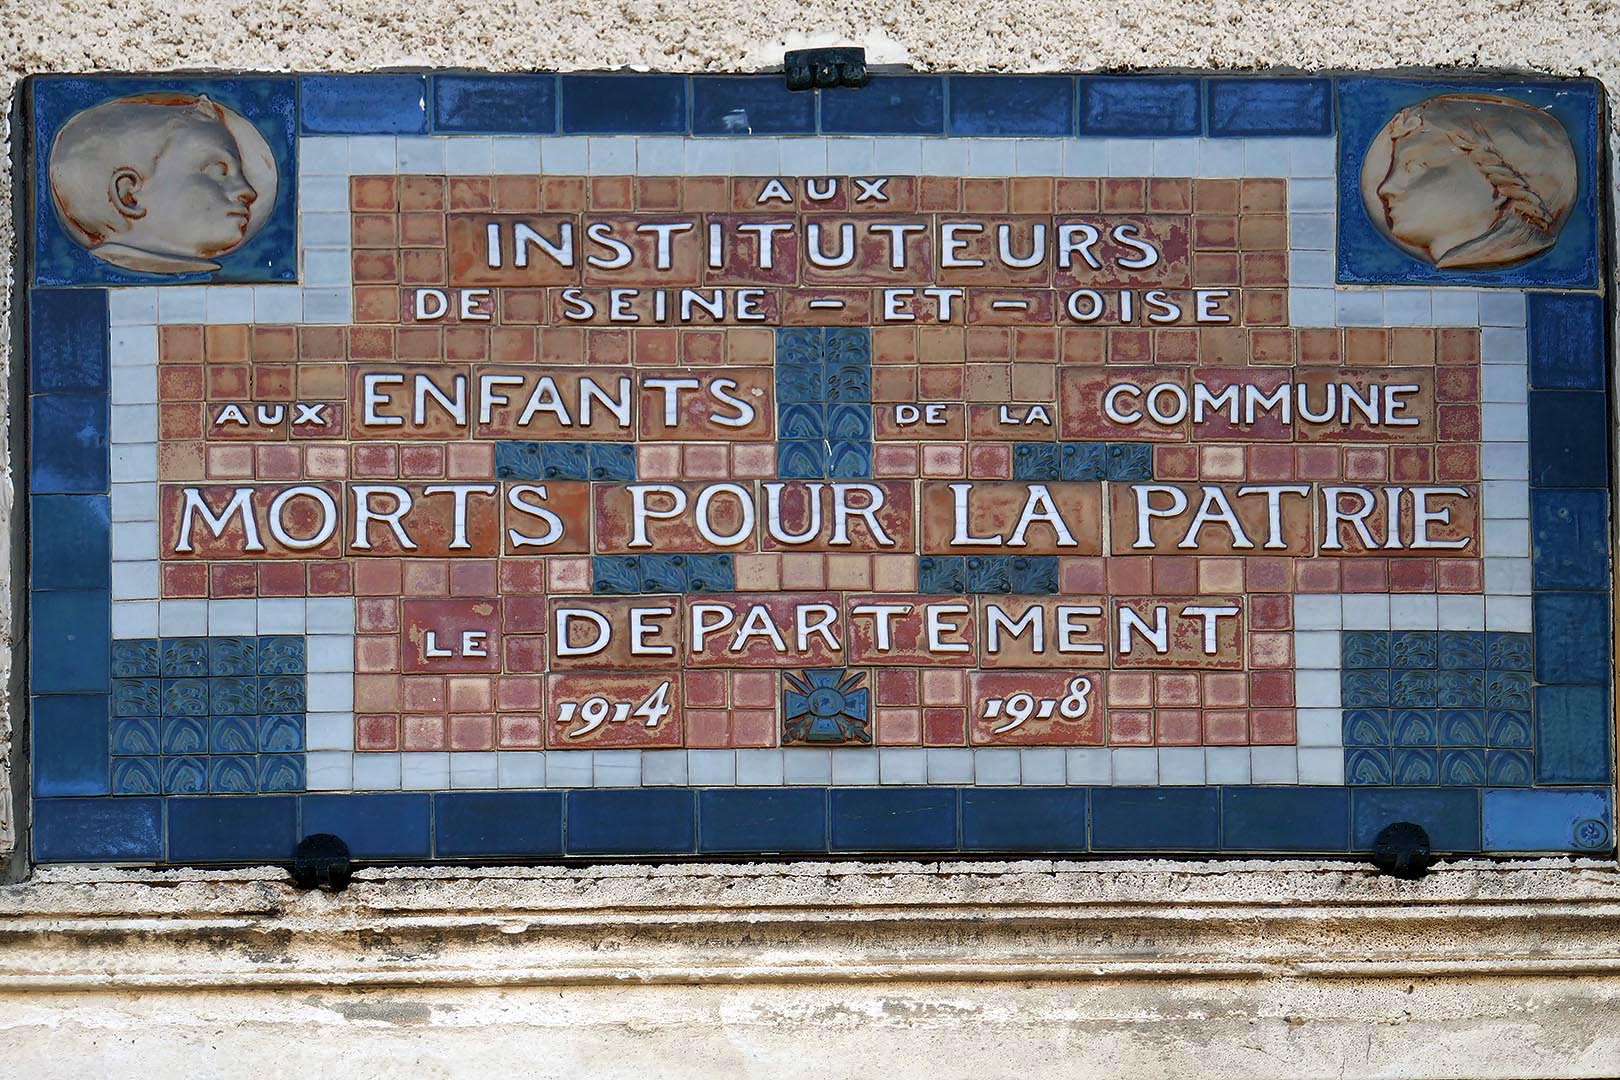 AUX
INSTITUTEURS
DE SEINE - ET - OISE
AUX ENFANTS DE LA COMMUNE
MORTS POUR LA PATRIE
LE DEPARTEMENT
1914 1918